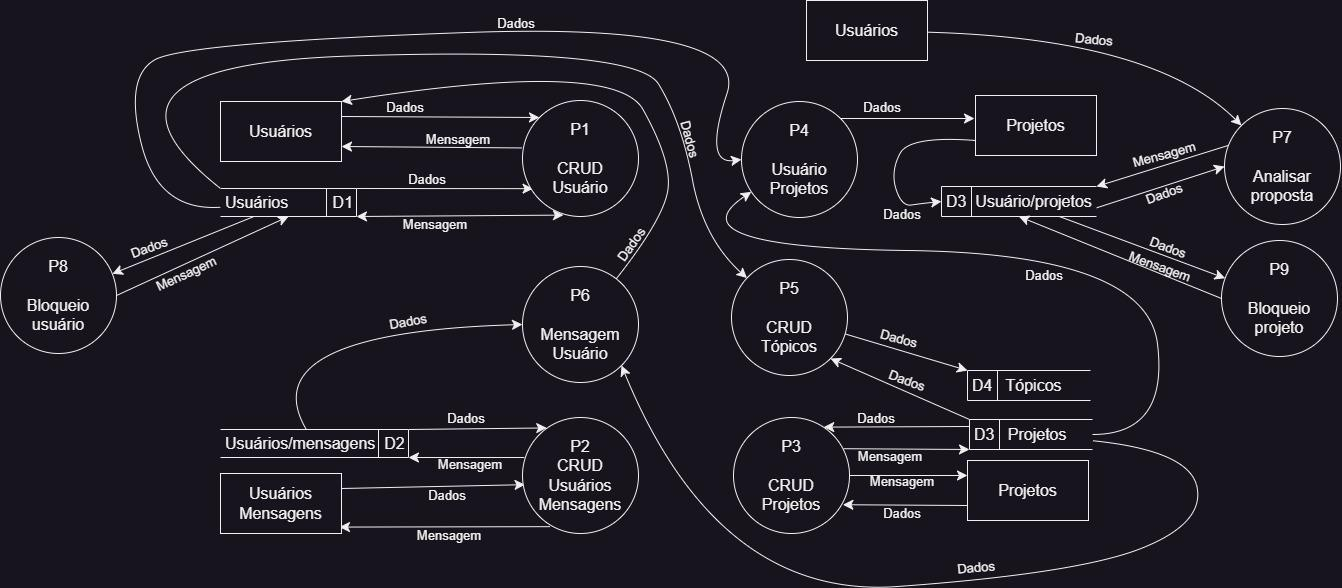 Dados
Usuários
Dados
Usuários
Dados
Mensagem
P1
CRUD
Usuário
Dados
P4
Usuário
Projetos
Dados
Projetos
P7
Analisar
proposta
Mensagem
Dados
Usuários
D1
Dados
Mensagem
D3
Usuário/projetos
Dados
Dados
Mensagem
P8
Bloqueio
usuário
Dados
Mensagem
P9
Bloqueio
projeto
Dados
P6
Mensagem
Usuário
Dados
P5
CRUD
Tópicos
Dados
Dados
D4
Tópicos
Dados
Usuários/mensagens
D2
Dados
Mensagem
P2
CRUD
Usuários
Mensagens
Usuários
Mensagens
Dados
Mensagem
P3
CRUD
Projetos
Dados
Mensagem
D3
Projetos
Mensagem
Dados
Projetos
Dados